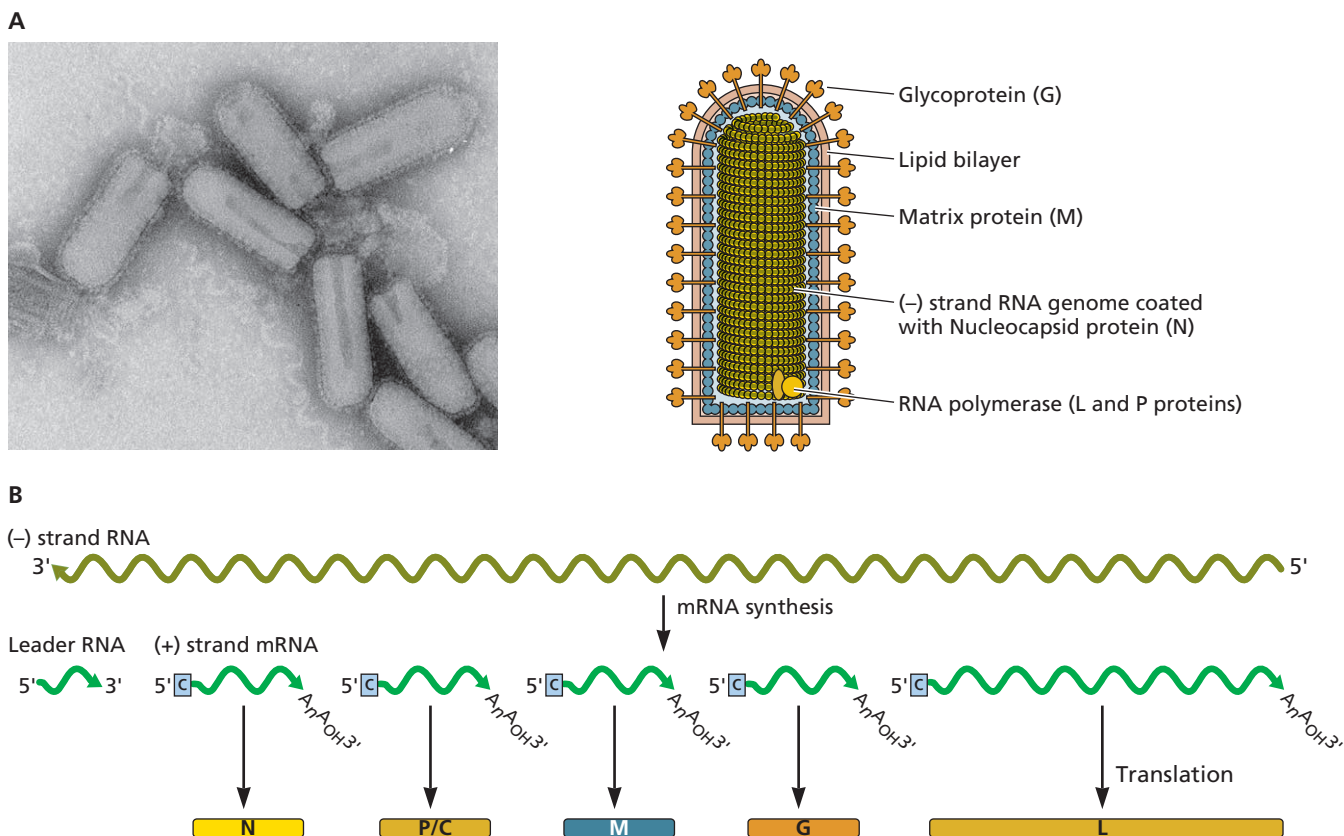 A
Glycoprotein (G)
Lipid bilayer
Matrix protein (M)
(–) strand RNA genome coated
with Nucleocapsid protein (N)
RNA polymerase (L and P proteins)
B
(–) strand RNA
3' 5'
mRNA synthesis
Leader RNA (+) strand mRNA
5' 3' 5' C 5' C 5' C 5' C 5' C
AnAOH3' AnAOH3' AnAOH3' AnAOH3' AnAOH3'
Translation
N P/C M G L